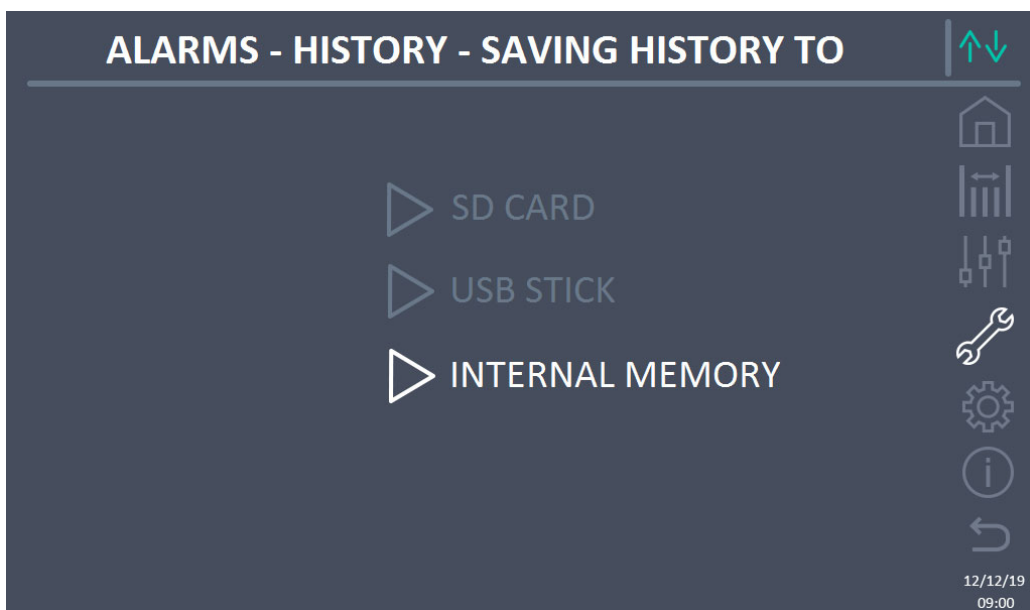 ALARMS - HISTORY - SAVING HISTORY TO
SD CARD
USB STICK
INTERNAL MEMORY
12/12/19
09:00